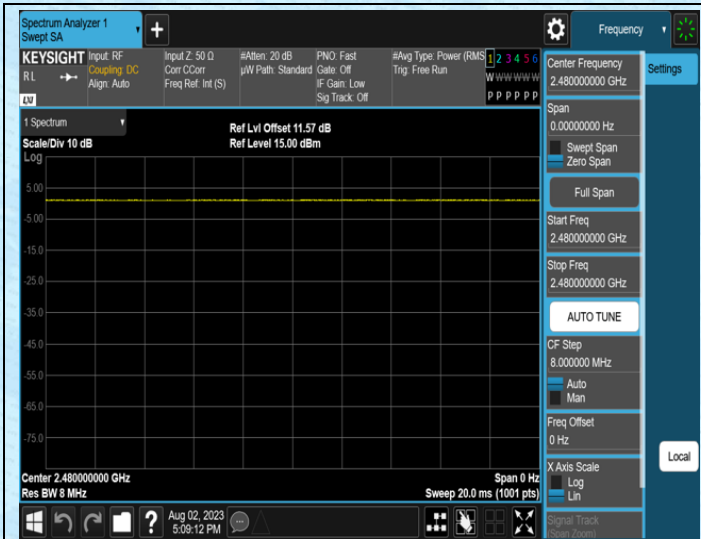 Spectrum Analyzer 1
Swept SA
Frequency
KEYSIGHT
R L
LXI
Input: RF
Coupling: DC
Align: Auto
Input Z: 50 Ω
Corr CCorr
Freq Ref: Int (S)
#Atten: 20 dB
µW Path: Standard
PNO: Fast
Gate: Off
IF Gain: Low
Sig Track: Off
#Avg Type: Power (RMS
Trig: Free Run
1 2 3 4 5 6
W W W W W W
P P P P P P
1 Spectrum
Scale/Div 10 dB
Ref Lvl Offset 11.57 dB
Ref Level 15.00 dBm
Log
5.00
-5.00
-15.0
-25.0
-35.0
-45.0
-55.0
-65.0
-75.0
Center 2.480000000 GHz
Res BW 8 MHz
Span 0 Hz
Sweep 20.0 ms (1001 pts)
?
Aug 02, 2023
5:09:12 PM
Center Frequency
2.480000000 GHz
Span
0.00000000 Hz
Swept Span
Zero Span
Full Span
Start Freq
2.480000000 GHz
Stop Freq
2.480000000 GHz
AUTO TUNE
CF Step
8.000000 MHz
Auto
Man
Freq Offset
0 Hz
X Axis Scale
Log
Lin
Signal Track
(Span Zoom)
Settings
Local